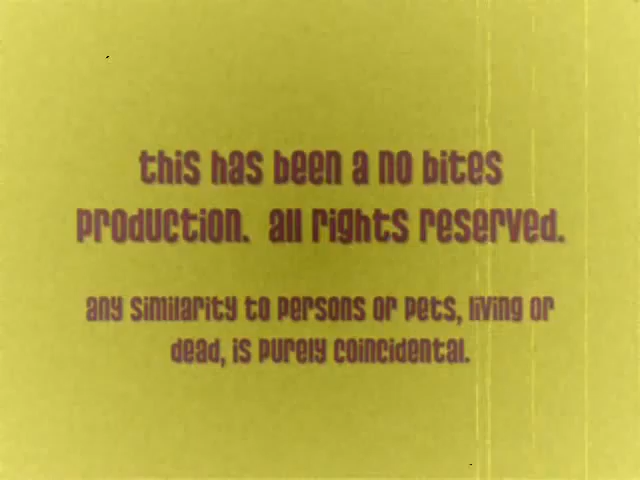 this has been a no bites
production.  all rights reserved.
any similarity to persons or pets, living or
dead, is purely coincidental.